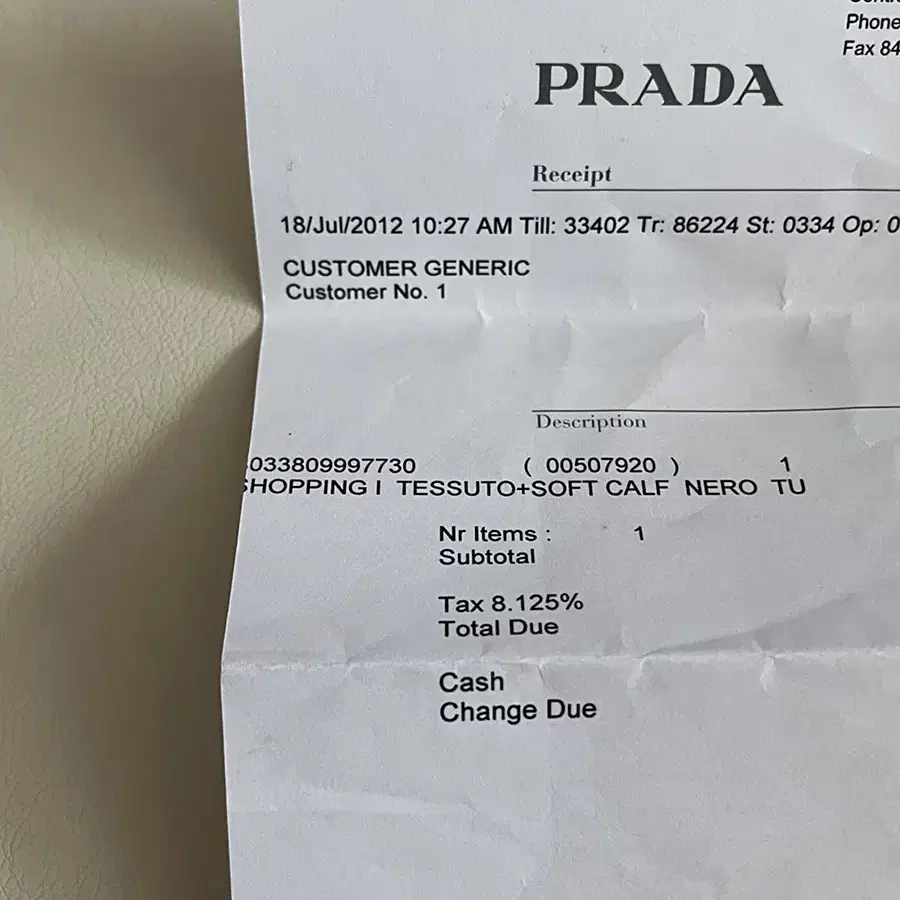 Phone
Fax 84
PRADA
Receipt
18/Jul/2012 10:27 AM Till: 33402 Tr: 86224 St: 0334 Op: 0
CUSTOMER GENERIC
Customer No. 1
Description
033809997730 ( 00507920 ) 1
SHOPPING I TESSUTO+SOFT CALF NERO TU
Nr Items : 1
Subtotal
Tax 8.125%
Total Due
Cash
Change Due